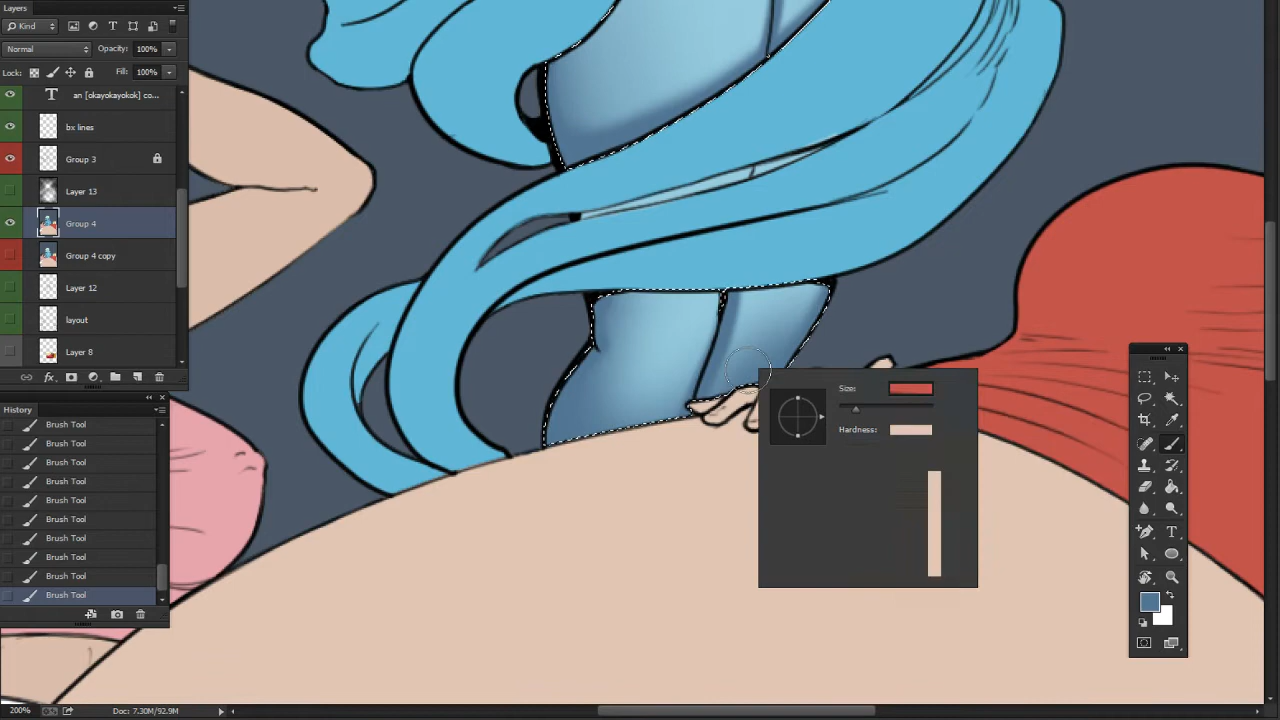 Layers
Kind
Normal
Opacity: 100%
Lock:
Fill: 100%
an [okayokayokok] co...
bx lines
Group 3
Layer 13
Group 4
Group 4 copy
Layer 12
layout
Layer 8
fx
History
Brush Tool
Brush Tool
Brush Tool
Brush Tool
Brush Tool
Brush Tool
Brush Tool
Brush Tool
Brush Tool
Brush Tool
Size:
Hardness:
200%
Doc: 7.30M/92.9M